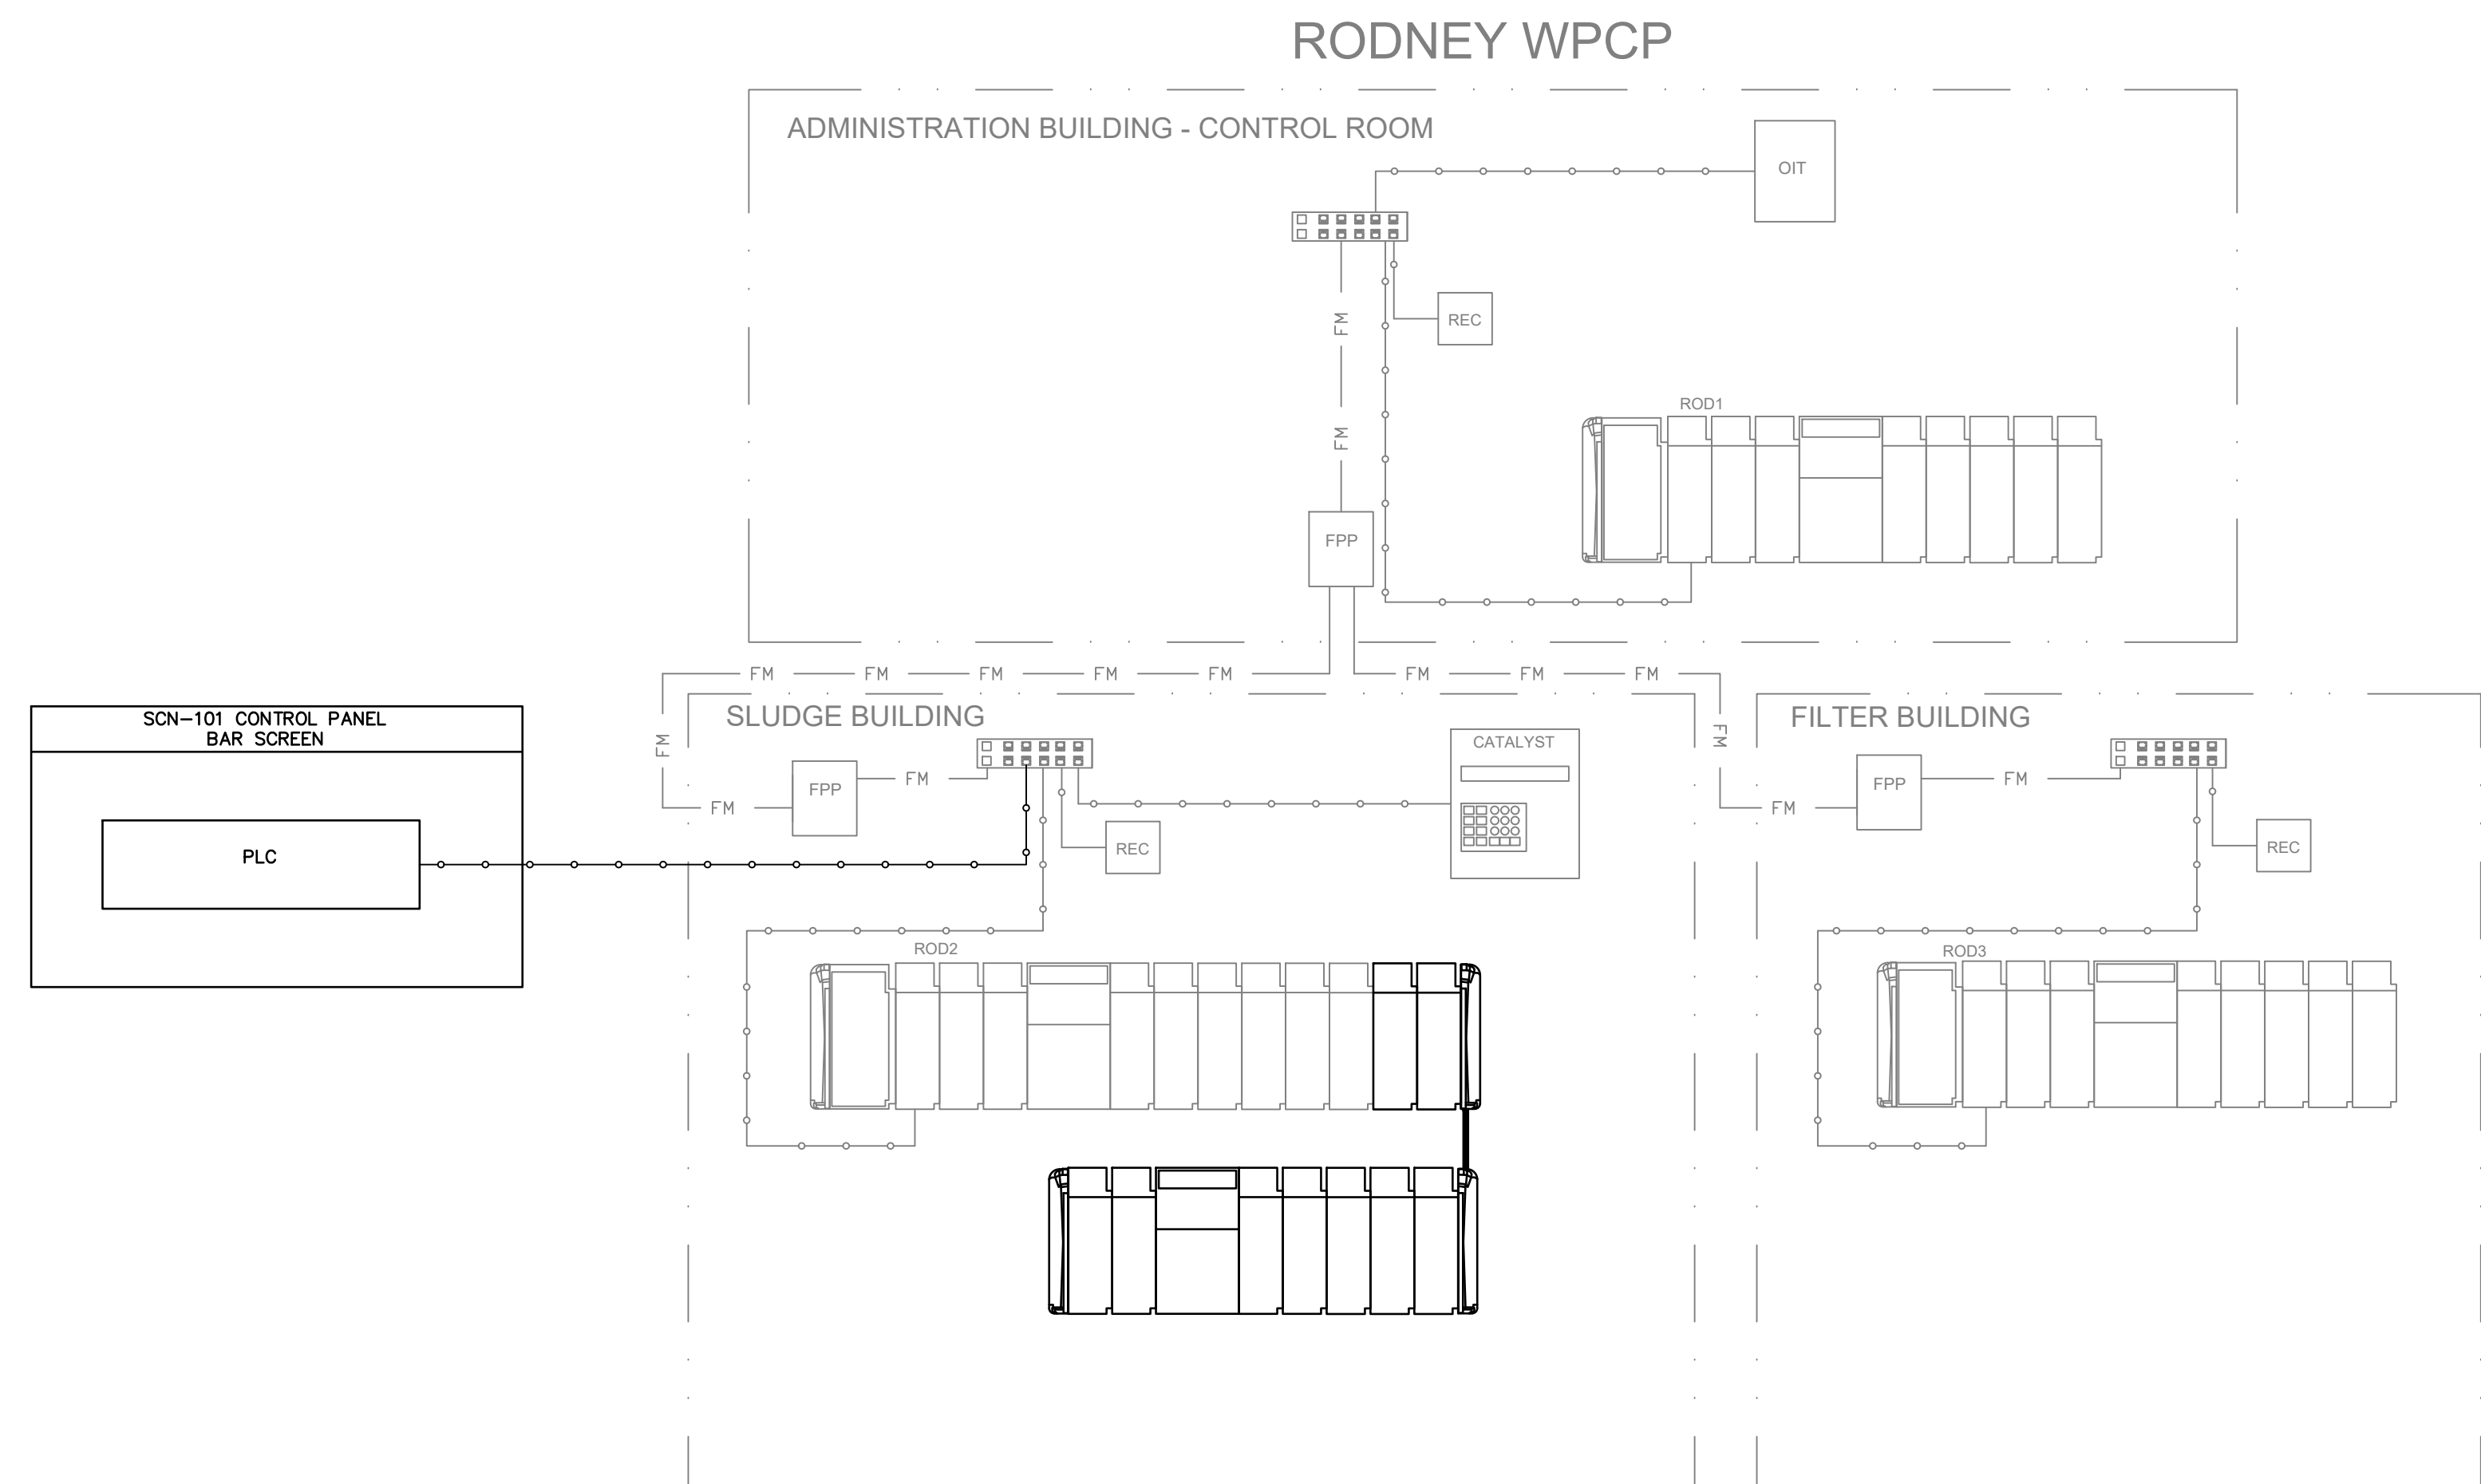 RODNEY WPCP
ADMINISTRATION BUILDING - CONTROL ROOM
OIT
REC
FM
FM
ROD1
FPP
FM FM FM FM FM FM FM FM
SCN-101 CONTROL PANEL
BAR SCREEN
PLC
SLUDGE BUILDING
FM
FPP
FM
FM
REC
CATALYST
ROD2
FILTER BUILDING
FM
FM
FPP
FM
REC
ROD3